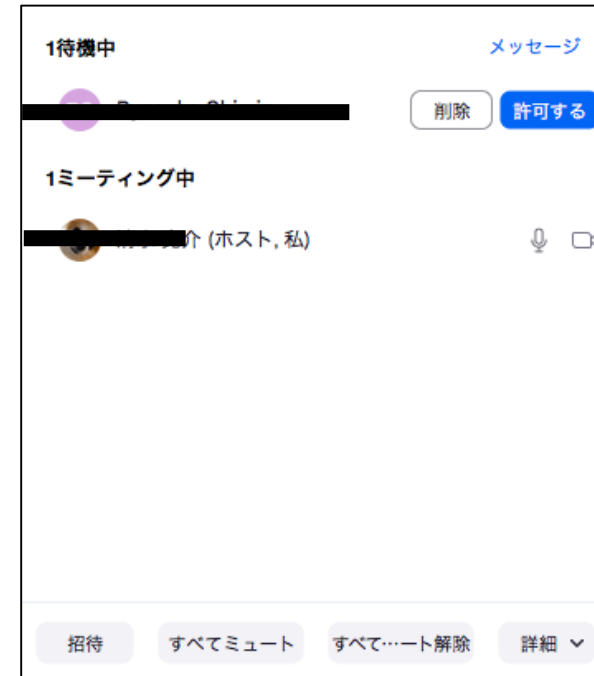 1待機中 メッセージ
削除 許可する
1ミーティング中
介 (ホスト, 私)
招待 すべてミュート すべて…ート解除 詳細